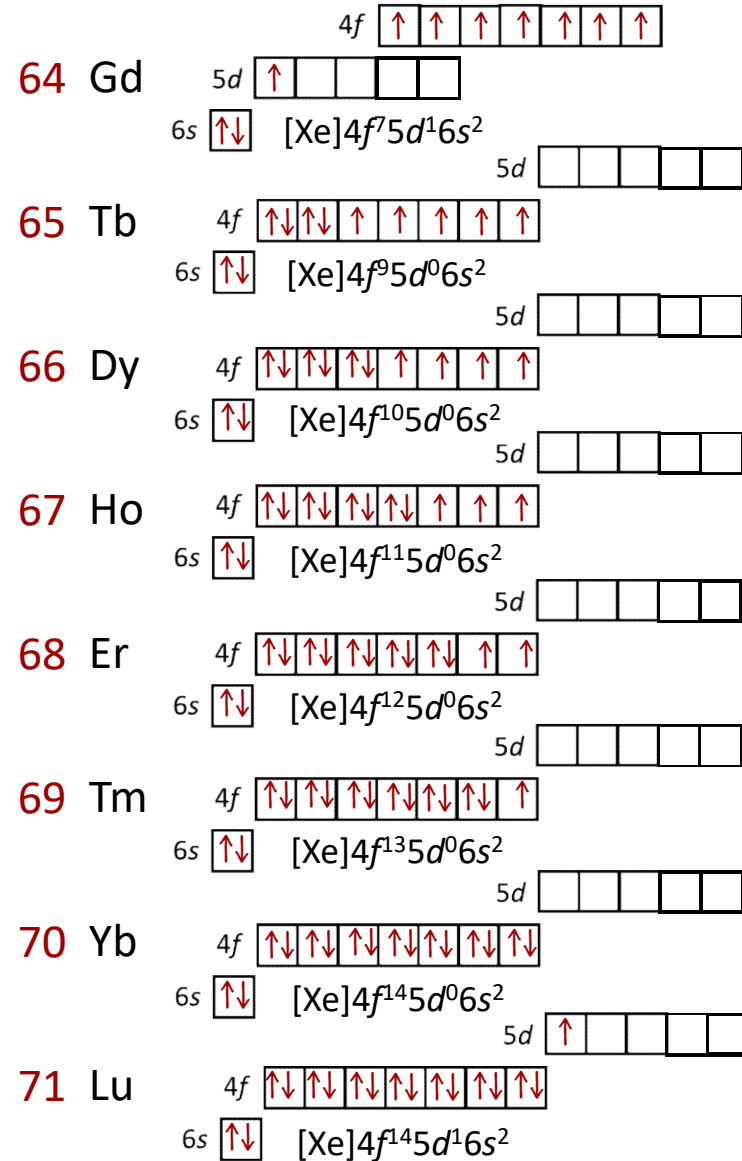 4f ↑ ↑ ↑ ↑ ↑ ↑ ↑
64 Gd 5d ↑
6s ↑↓ [Xe]4f⁷5d¹6s²
5d
65 Tb 4f ↑↓ ↑↓ ↑ ↑ ↑ ↑ ↑
6s ↑↓ [Xe]4f⁹5d⁰6s²
5d
66 Dy 4f ↑↓ ↑↓ ↑↓ ↑ ↑ ↑ ↑
6s ↑↓ [Xe]4f¹⁰5d⁰6s²
5d
67 Ho 4f ↑↓ ↑↓ ↑↓ ↑↓ ↑ ↑ ↑
6s ↑↓ [Xe]4f¹¹5d⁰6s²
5d
68 Er 4f ↑↓ ↑↓ ↑↓ ↑↓ ↑↓ ↑ ↑
6s ↑↓ [Xe]4f¹²5d⁰6s²
5d
69 Tm 4f ↑↓ ↑↓ ↑↓ ↑↓ ↑↓ ↑↓ ↑
6s ↑↓ [Xe]4f¹³5d⁰6s²
5d
70 Yb 4f ↑↓ ↑↓ ↑↓ ↑↓ ↑↓ ↑↓ ↑↓
6s ↑↓ [Xe]4f¹⁴5d⁰6s²
5d ↑
71 Lu 4f ↑↓ ↑↓ ↑↓ ↑↓ ↑↓ ↑↓ ↑↓
6s ↑↓ [Xe]4f¹⁴5d¹6s²